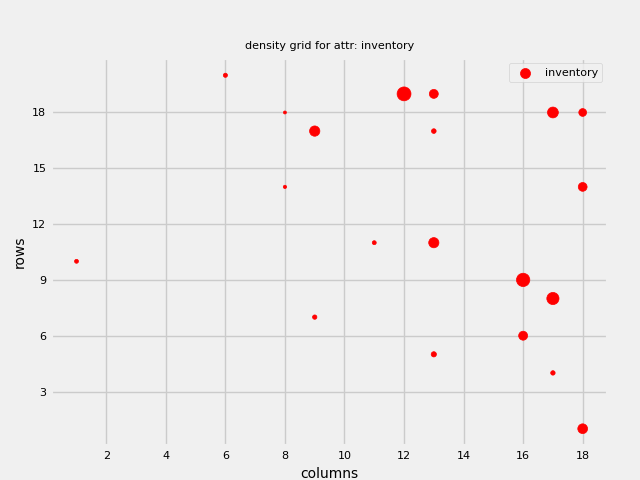 density grid for attr: inventory
inventory
18
15
12
9
6
3
rows
2 4 6 8 10 12 14 16 18
columns